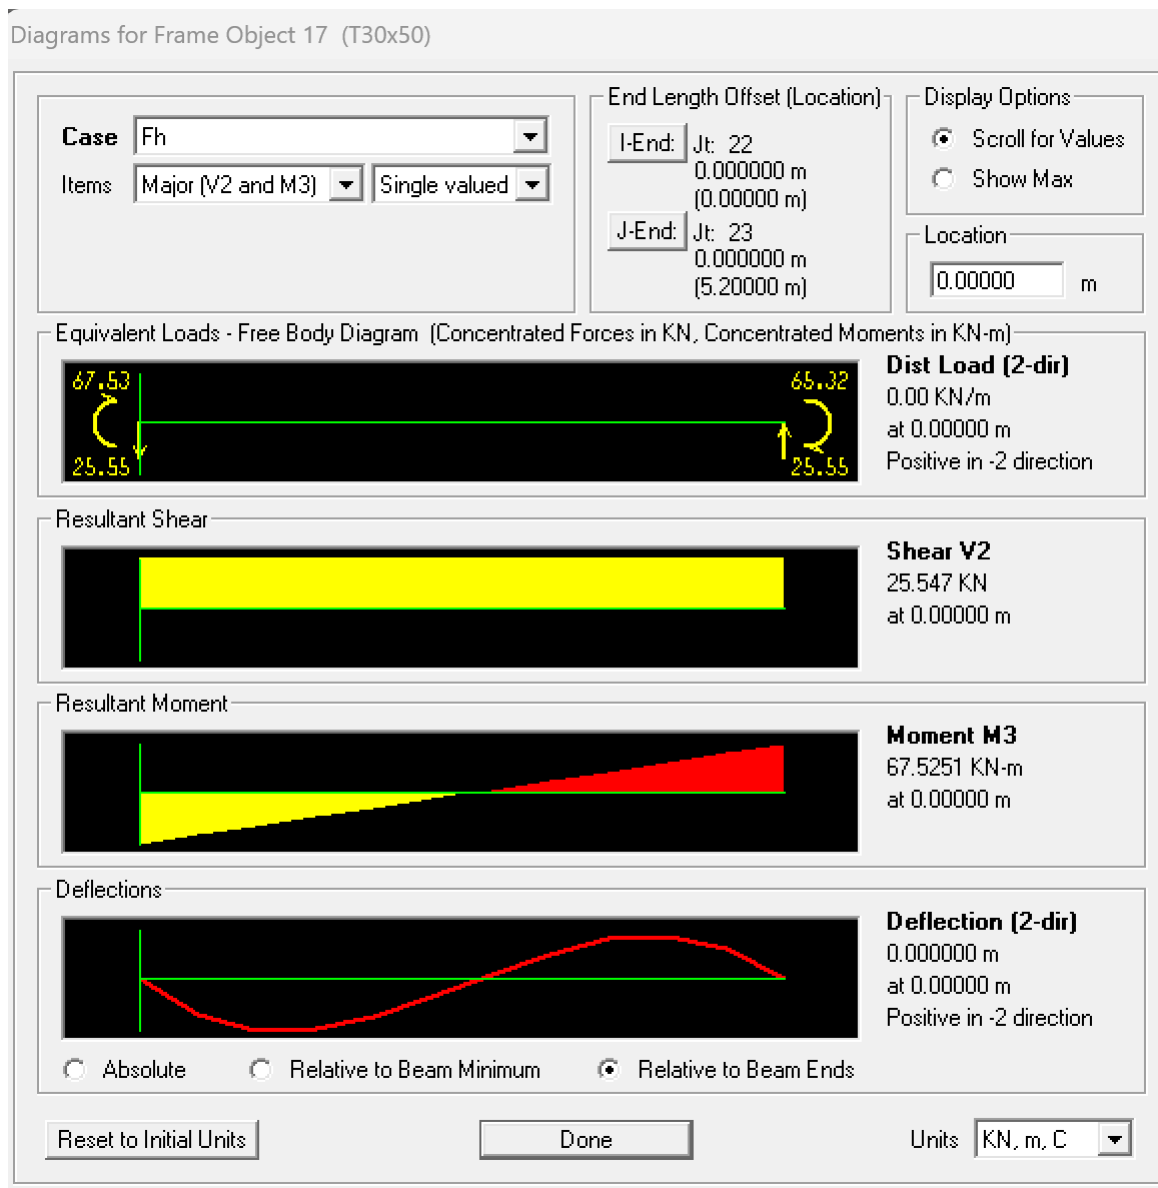 Diagrams for Frame Object 17 (T30x50)
Case Fh
Items Major (V2 and M3) Single valued
End Length Offset (Location)
I-End: Jt: 22
0.000000 m
(0.00000 m)
J-End: Jt: 23
0.000000 m
(5.20000 m)
Display Options
Scroll for Values
Show Max
Location
0.00000 m
Equivalent Loads - Free Body Diagram (Concentrated Forces in KN, Concentrated Moments in KN-m)
67.53 65.32
25.55 25.55
Dist Load (2-dir)
0.00 KN/m
at 0.00000 m
Positive in -2 direction
Resultant Shear
Shear V2
25.547 KN
at 0.00000 m
Resultant Moment
Moment M3
67.5251 KN-m
at 0.00000 m
Deflections
Deflection (2-dir)
0.000000 m
at 0.00000 m
Positive in -2 direction
Absolute Relative to Beam Minimum Relative to Beam Ends
Reset to Initial Units Done Units KN, m, C